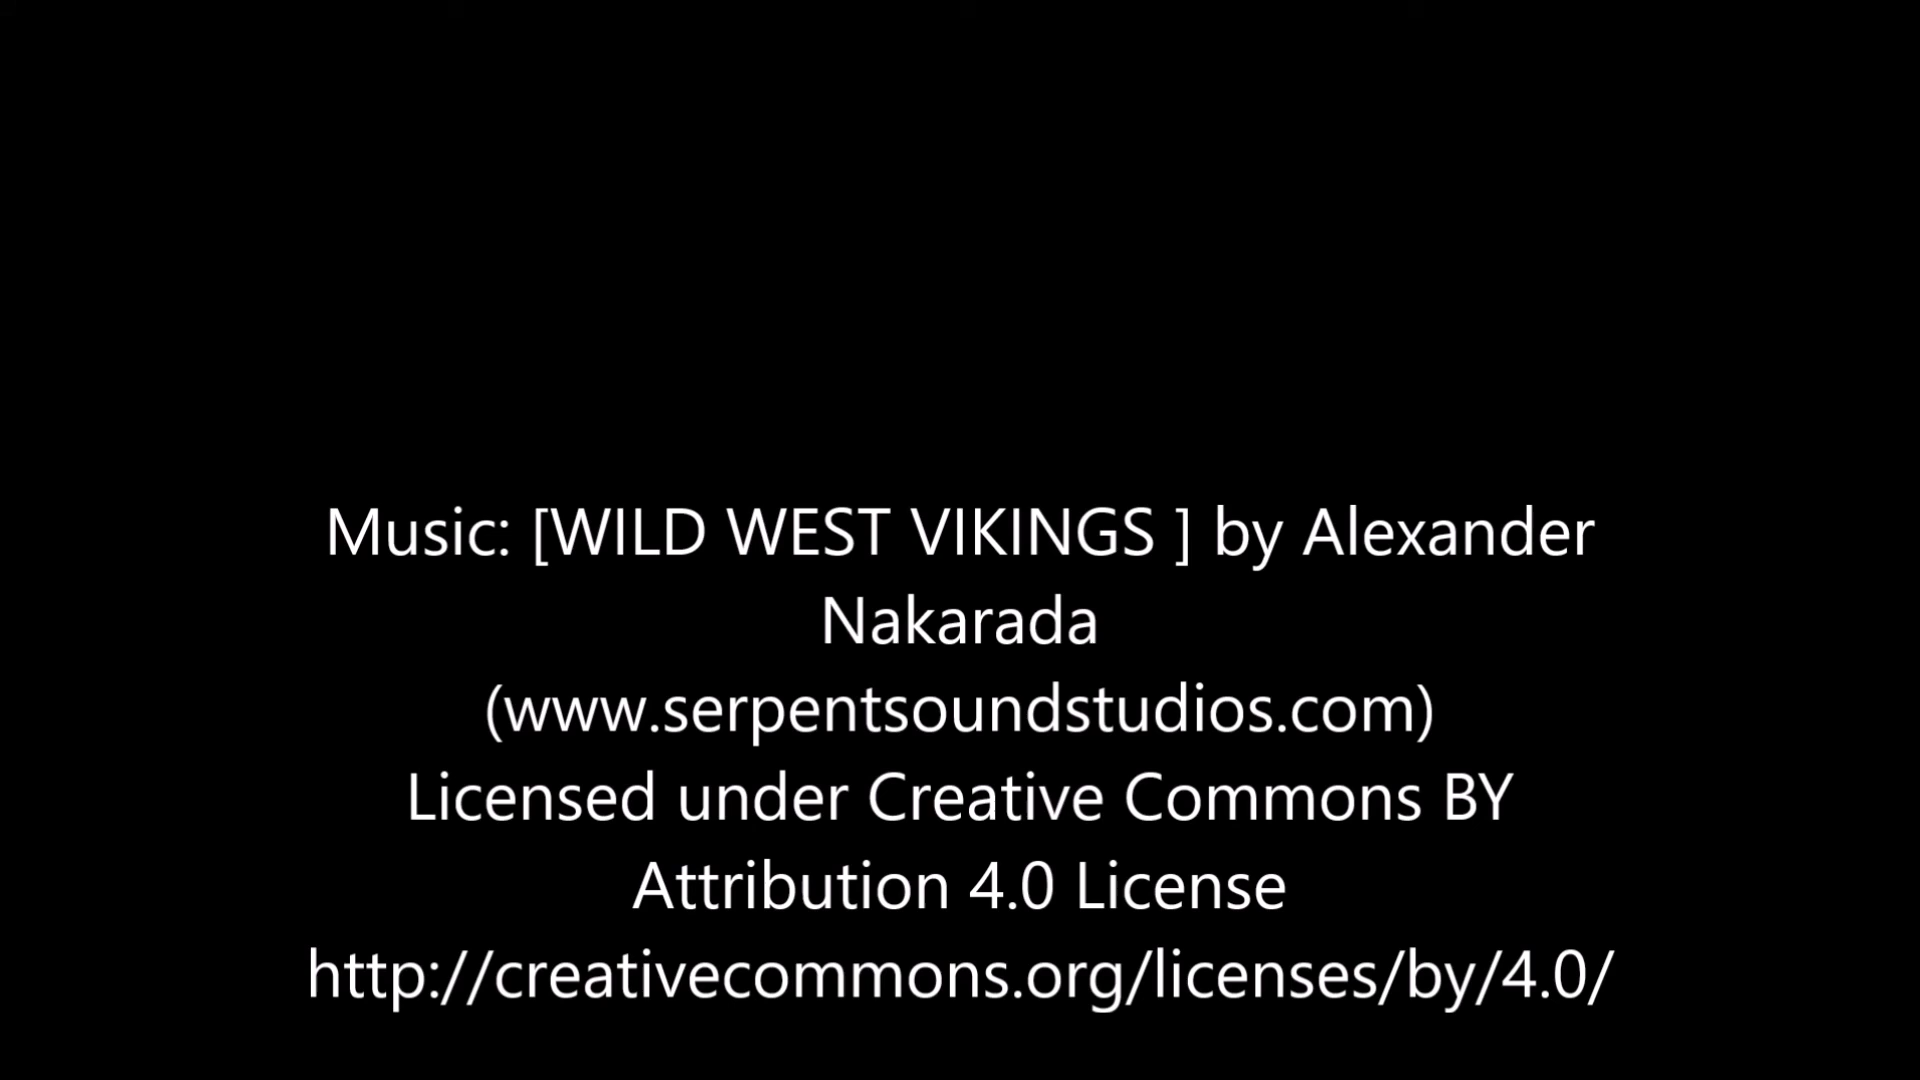 Music: [WILD WEST VIKINGS ] by Alexander
Nakarada
(www.serpentsoundstudios.com)
Licensed under Creative Commons BY
Attribution 4.0 License
http://creativecommons.org/licenses/by/4.0/